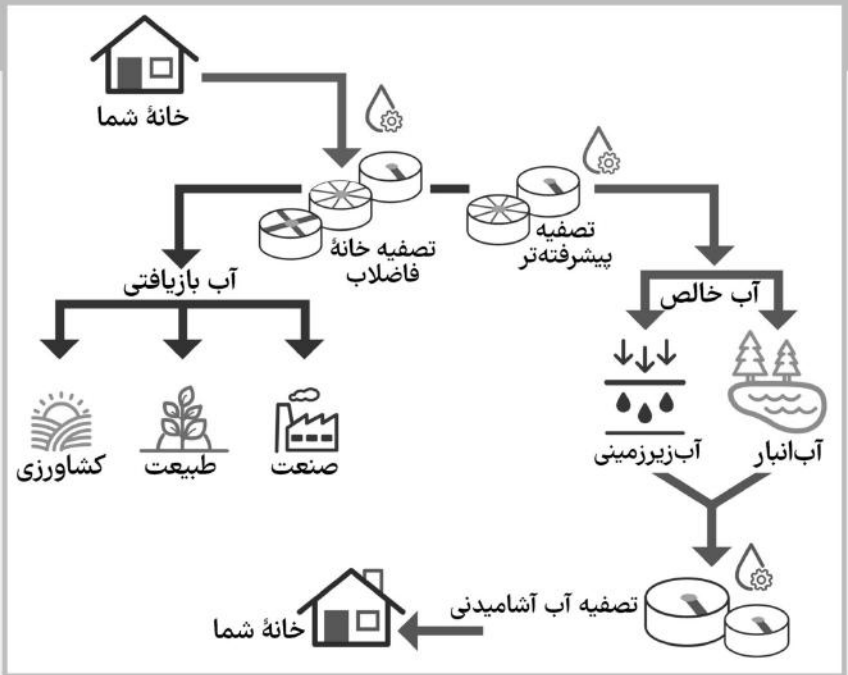 خانهٔ شما
تصفیه خانهٔ
فاضلاب
تصفیه
پیشرفته‌تر
آب بازیافتی
آب خالص
کشاورزی
طبیعت
صنعت
آب‌زیرزمینی
آب‌انبار
تصفیه آب آشامیدنی
خانهٔ شما